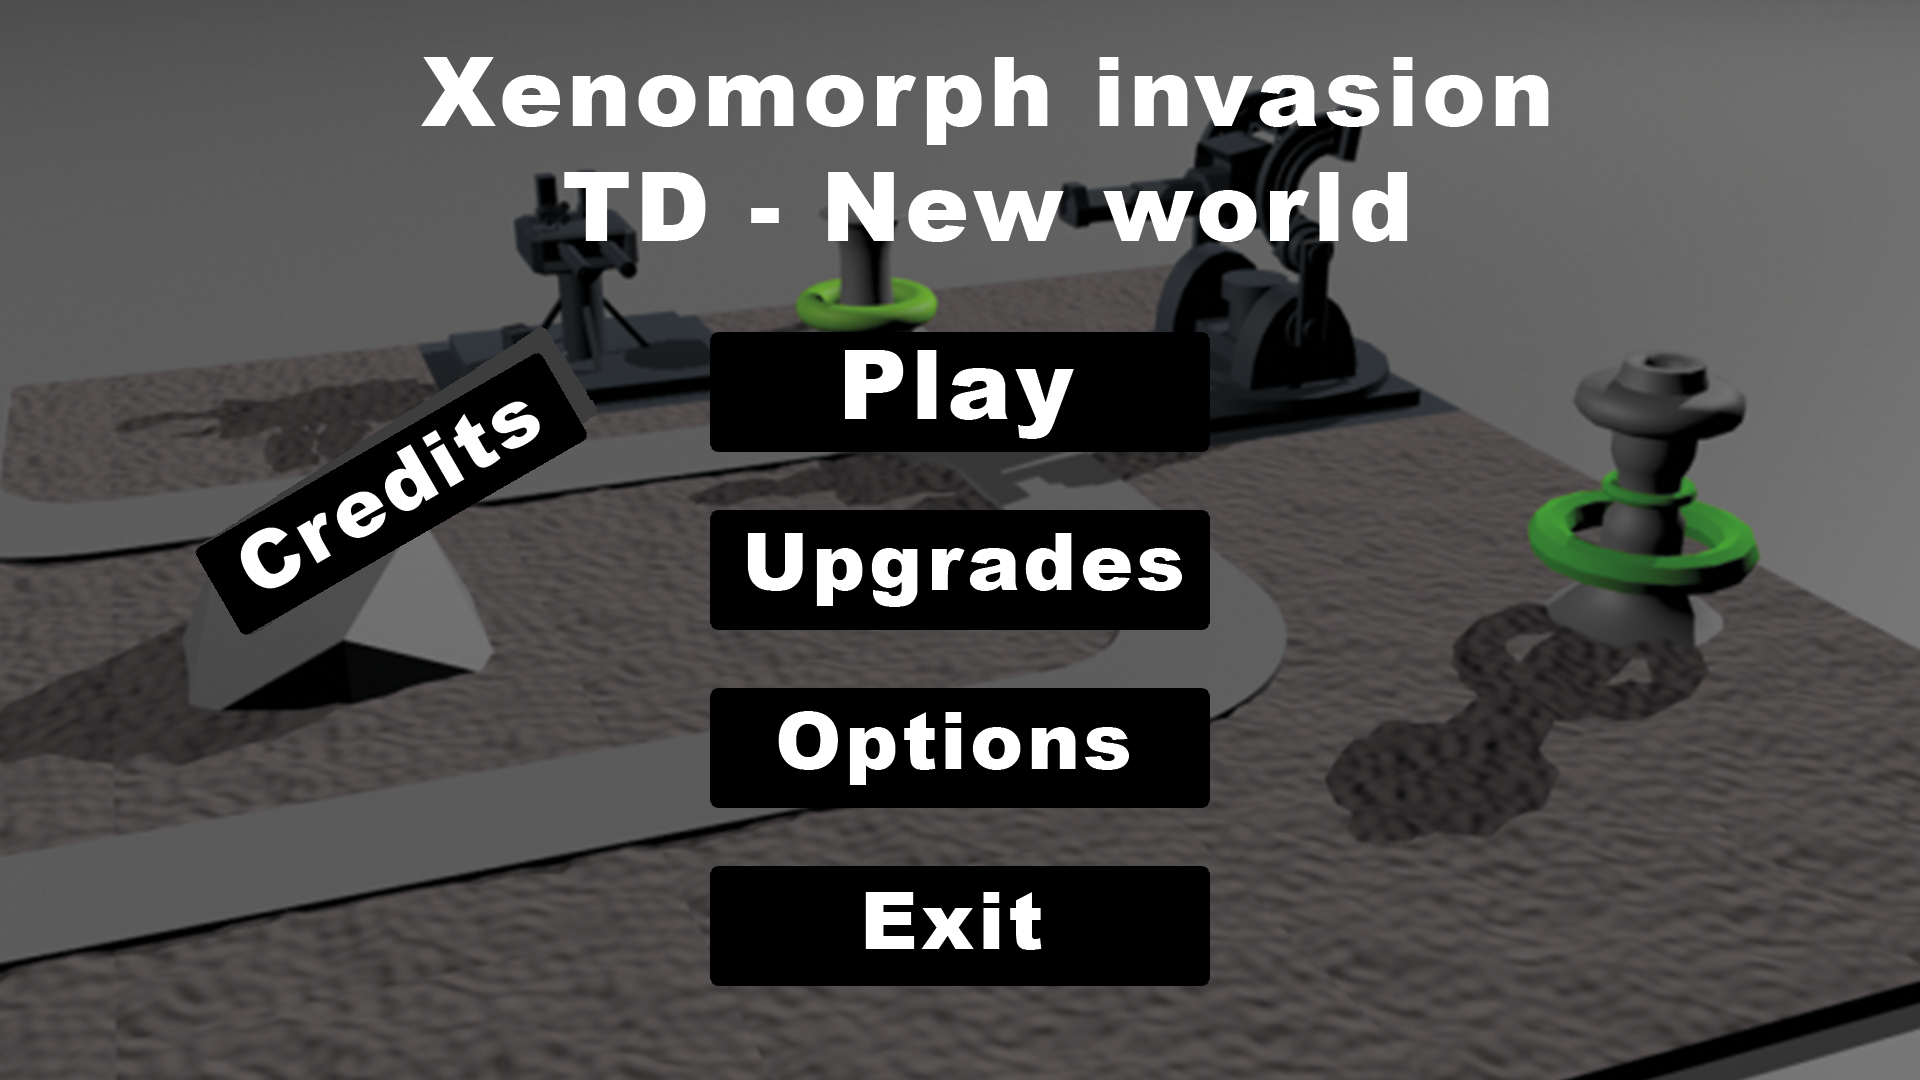 Xenomorph invasion
TD - New world
Play
Credits
Upgrades
Options
Exit